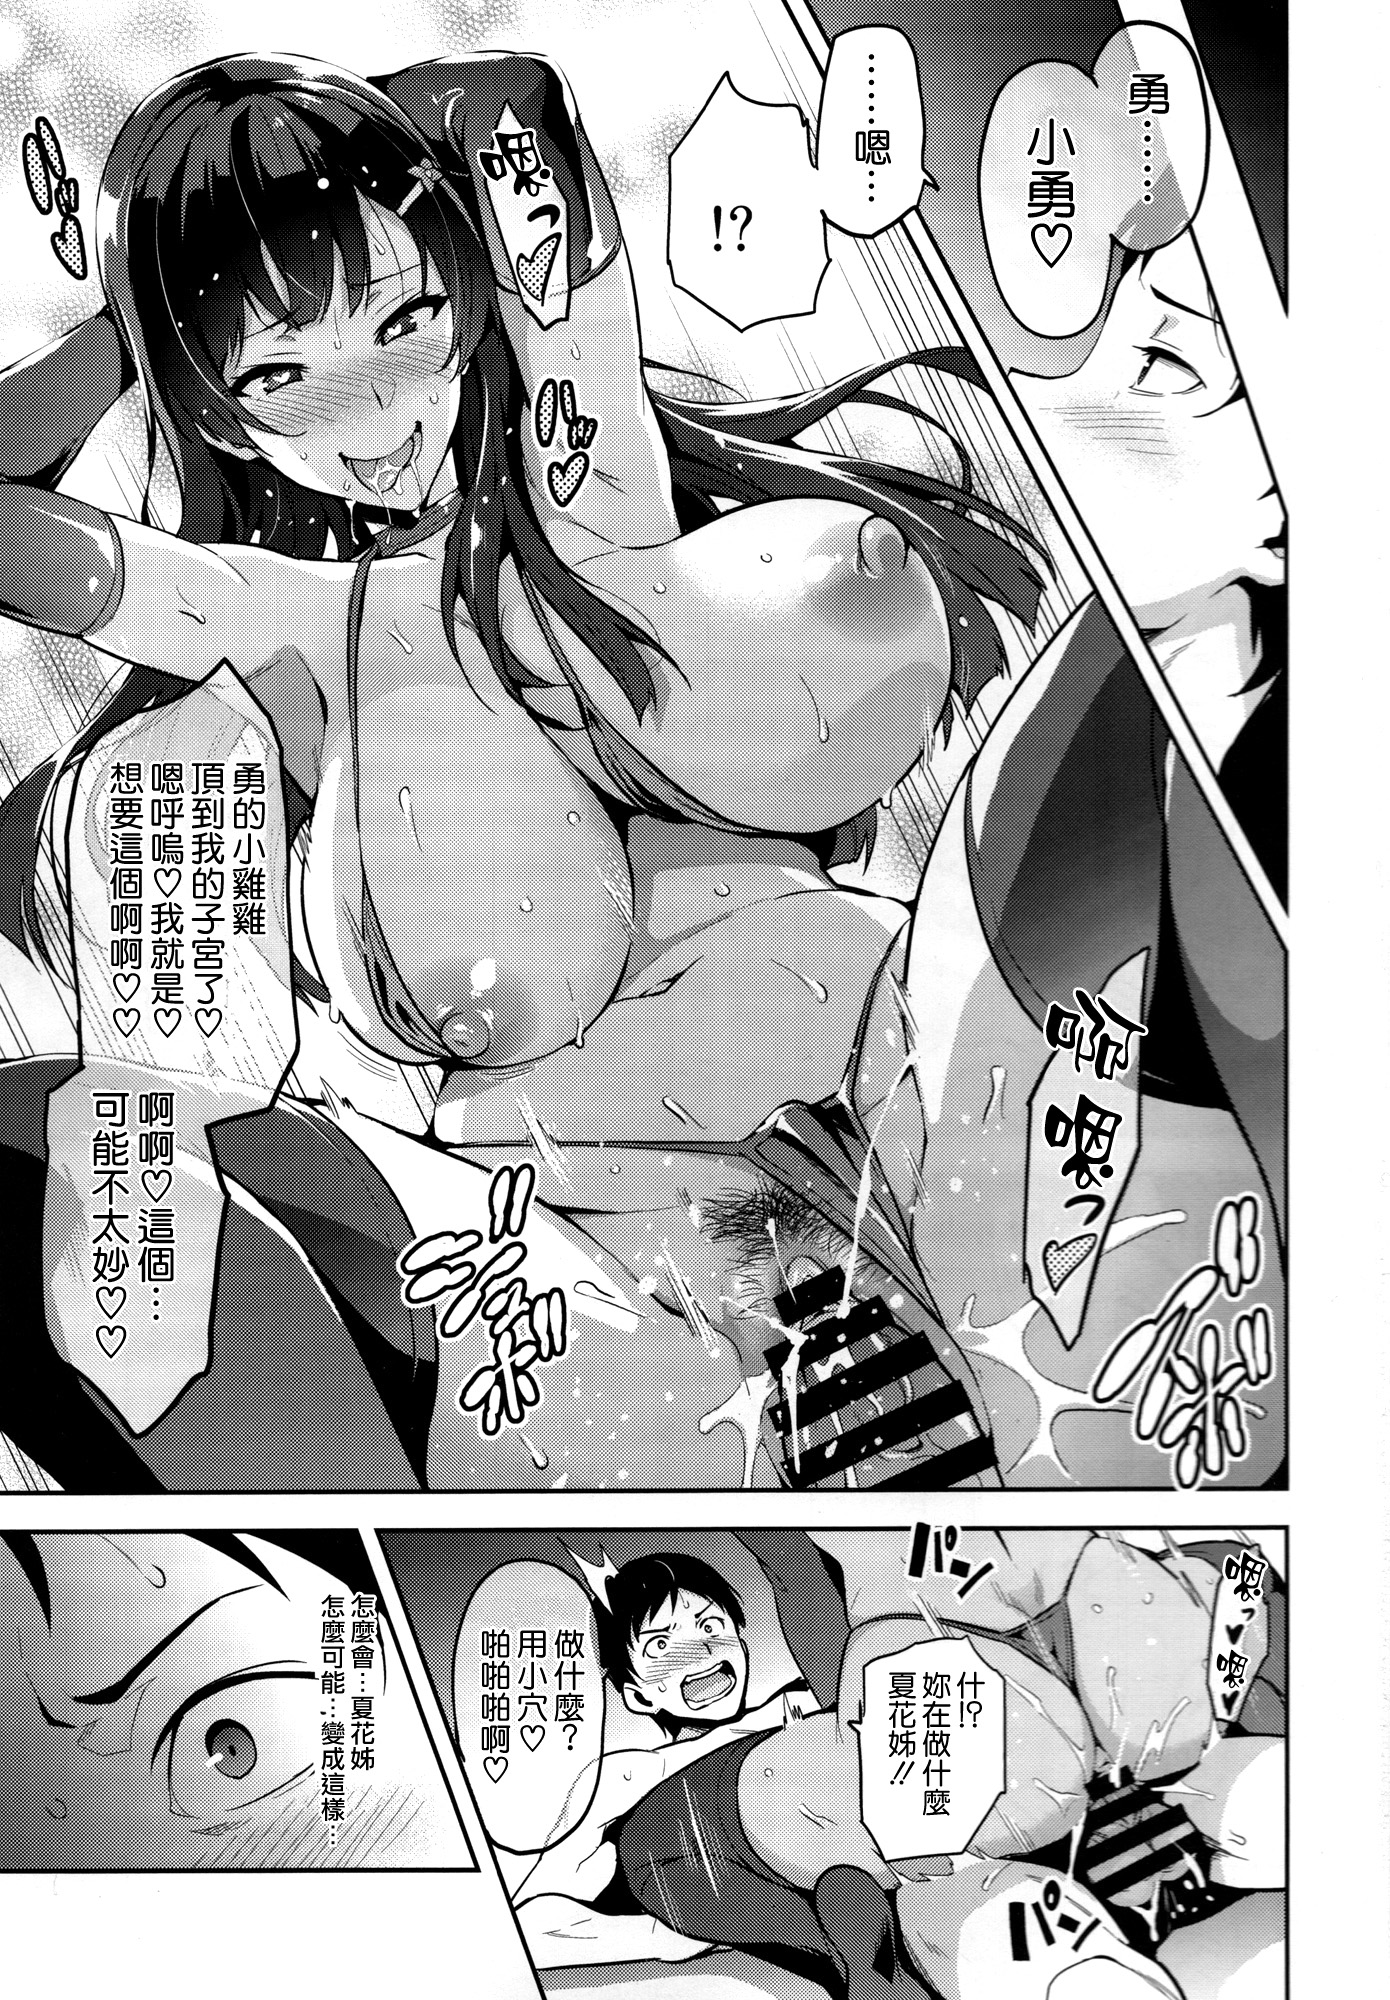 勇……
小勇♡
………嗯…
!?
嗯っ♡
勇的小雞雞
頂到我的子宮了♡
嗯呼嗚♡我就是♡
想要這個啊啊♡♡
啊啊♡這個…
可能不太妙♡♡
嗯嗯っ♡
パン
嗯っ♡嗯♡
什!?
妳在做什麼
夏花姊!!
做什麼?
用小穴♡
啪啪啪啊♡
パン
怎麼會…夏花姊
怎麼可能…變成這樣…